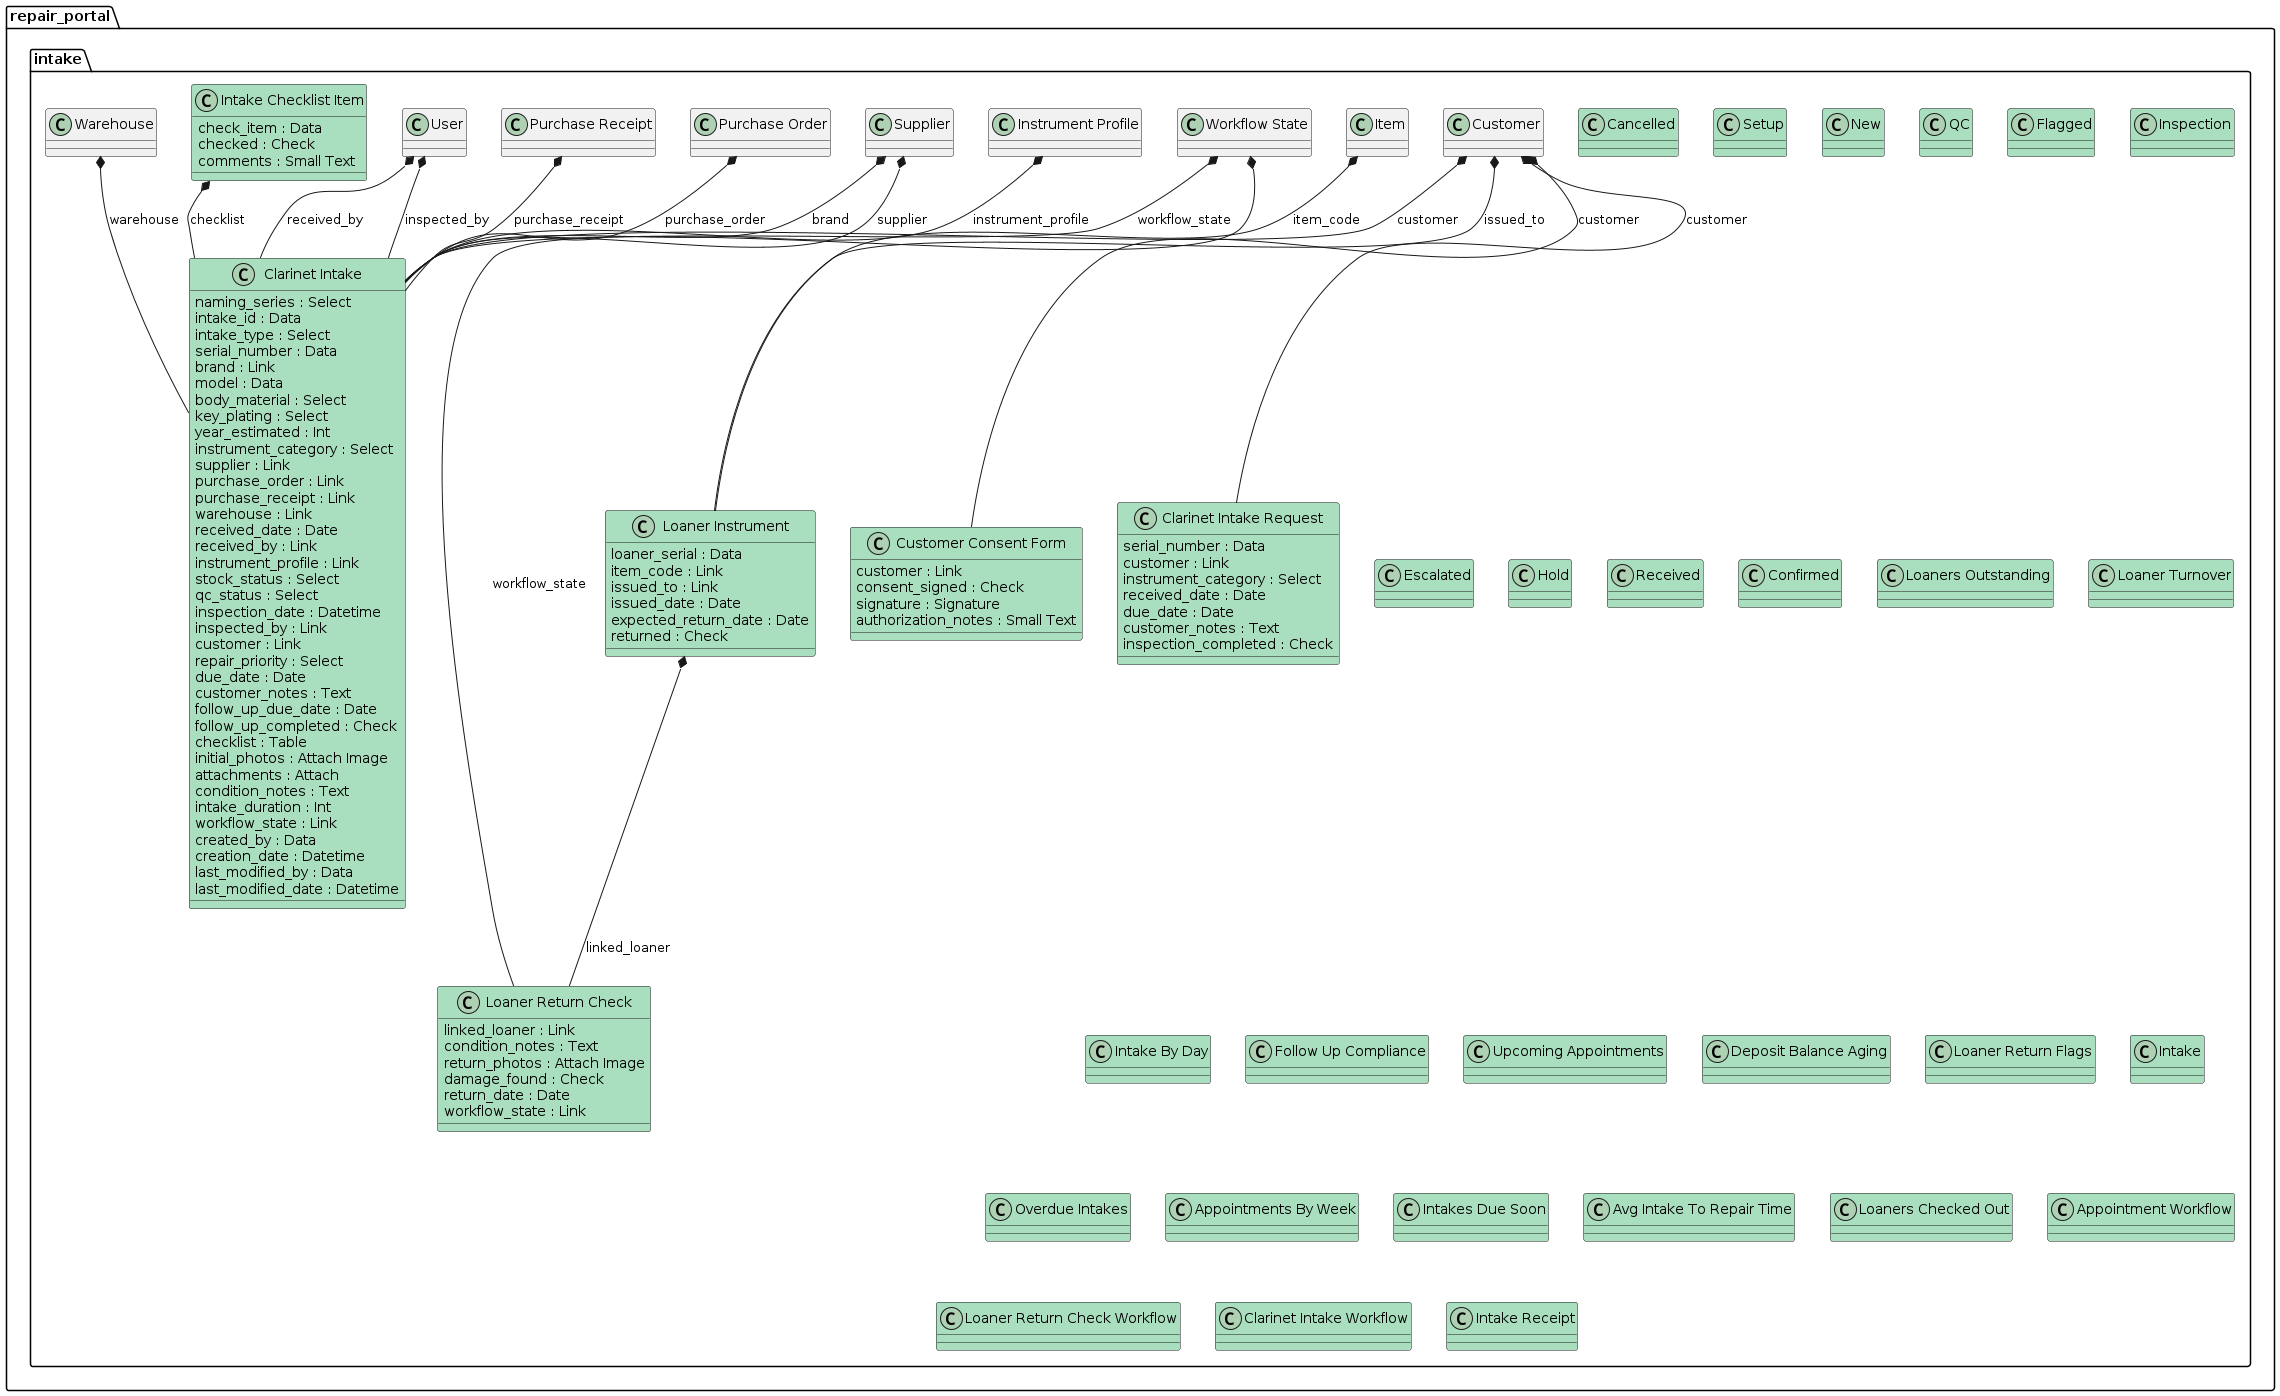 repair_portal
intake
C Warehouse
C Intake Checklist Item
check_item : Data
checked : Check
comments : Small Text
C User
C Purchase Receipt
C Purchase Order
C Supplier
C Instrument Profile
C Workflow State
C Item
C Customer
C Cancelled
C Setup
C New
C QC
C Flagged
C Inspection
warehouse
checklist
received_by
inspected_by
purchase_receipt
purchase_order
brand
supplier
instrument_profile
workflow_state
item_code
customer
issued_to
customer
customer
C Clarinet Intake
naming_series : Select
intake_id : Data
intake_type : Select
serial_number : Data
brand : Link
model : Data
body_material : Select
key_plating : Select
year_estimated : Int
instrument_category : Select
supplier : Link
purchase_order : Link
purchase_receipt : Link
warehouse : Link
received_date : Date
received_by : Link
instrument_profile : Link
stock_status : Select
qc_status : Select
inspection_date : Datetime
inspected_by : Link
customer : Link
repair_priority : Select
due_date : Date
customer_notes : Text
follow_up_due_date : Date
follow_up_completed : Check
checklist : Table
initial_photos : Attach Image
attachments : Attach
condition_notes : Text
intake_duration : Int
workflow_state : Link
created_by : Data
creation_date : Datetime
last_modified_by : Data
last_modified_date : Datetime
workflow_state
C Loaner Instrument
loaner_serial : Data
item_code : Link
issued_to : Link
issued_date : Date
expected_return_date : Date
returned : Check
C Customer Consent Form
customer : Link
consent_signed : Check
signature : Signature
authorization_notes : Small Text
C Clarinet Intake Request
serial_number : Data
customer : Link
instrument_category : Select
received_date : Date
due_date : Date
customer_notes : Text
inspection_completed : Check
C Escalated
C Hold
C Received
C Confirmed
C Loaners Outstanding
C Loaner Turnover
linked_loaner
C Loaner Return Check
linked_loaner : Link
condition_notes : Text
return_photos : Attach Image
damage_found : Check
return_date : Date
workflow_state : Link
C Intake By Day
C Follow Up Compliance
C Upcoming Appointments
C Deposit Balance Aging
C Loaner Return Flags
C Intake
C Overdue Intakes
C Appointments By Week
C Intakes Due Soon
C Avg Intake To Repair Time
C Loaners Checked Out
C Appointment Workflow
C Loaner Return Check Workflow
C Clarinet Intake Workflow
C Intake Receipt